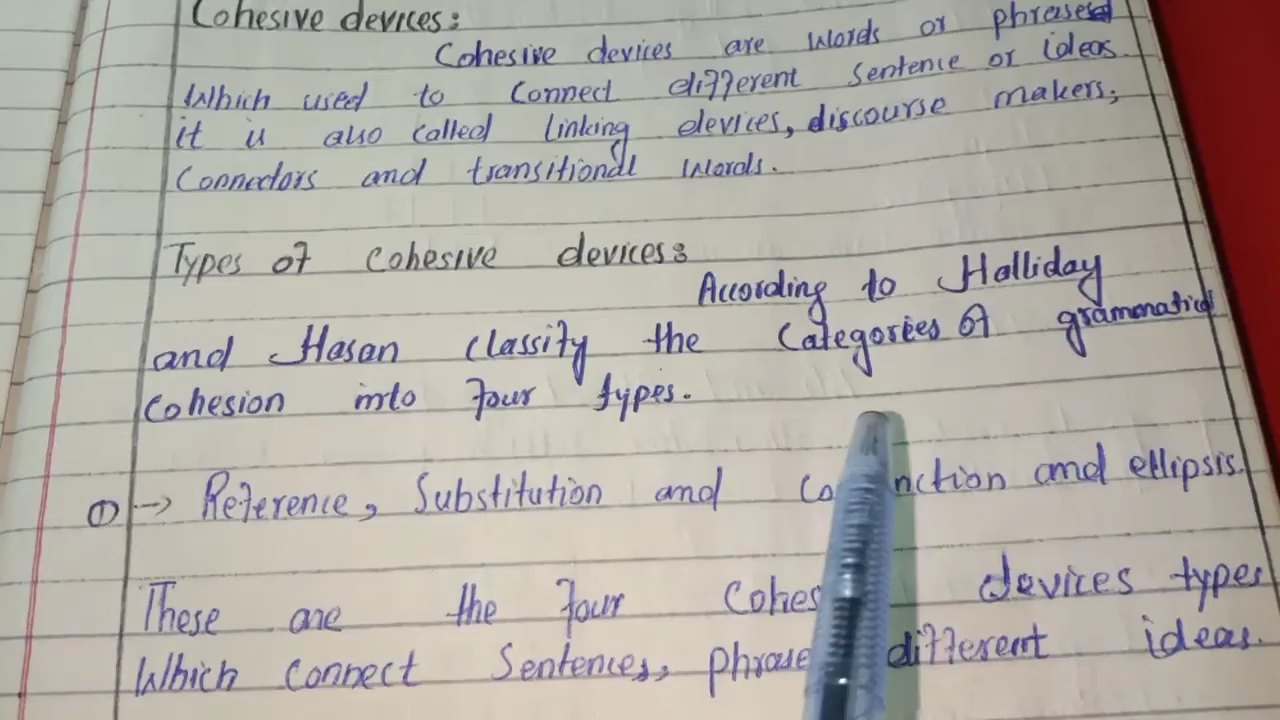 Cohesive devices:
Cohesive devices are words or phrases
which used to connect different sentence or ideas
it is also called linking devices, discourse makers,
connectors and transitional words.
Types of cohesive devices:
According to Halliday
and Hasan classify the categories of grammatical
cohesion into four types.
① → Reference, Substitution and and ellipsis.
These are the four devices types
which connect sentences, different ideas.